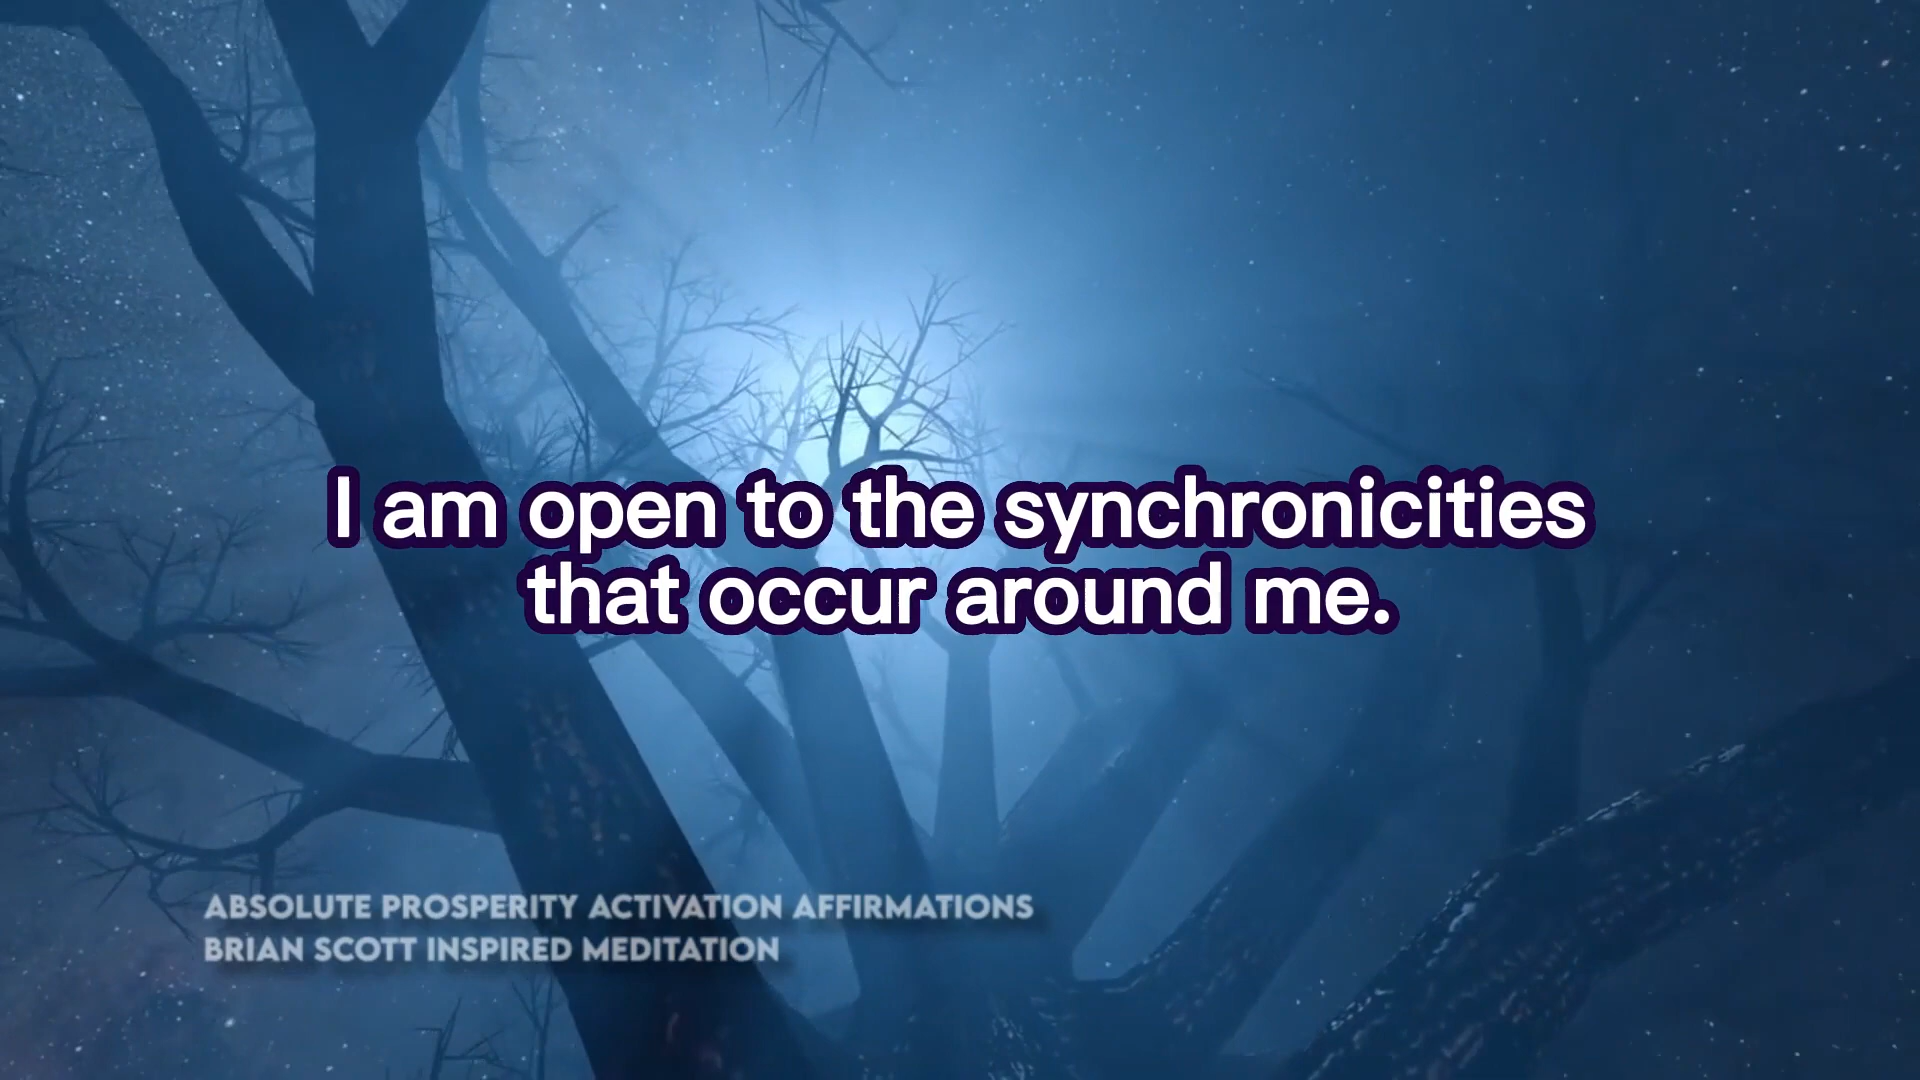 I am open to the synchronicities
that occur around me.
ABSOLUTE PROSPERITY ACTIVATION AFFIRMATIONS
BRIAN SCOTT INSPIRED MEDITATION